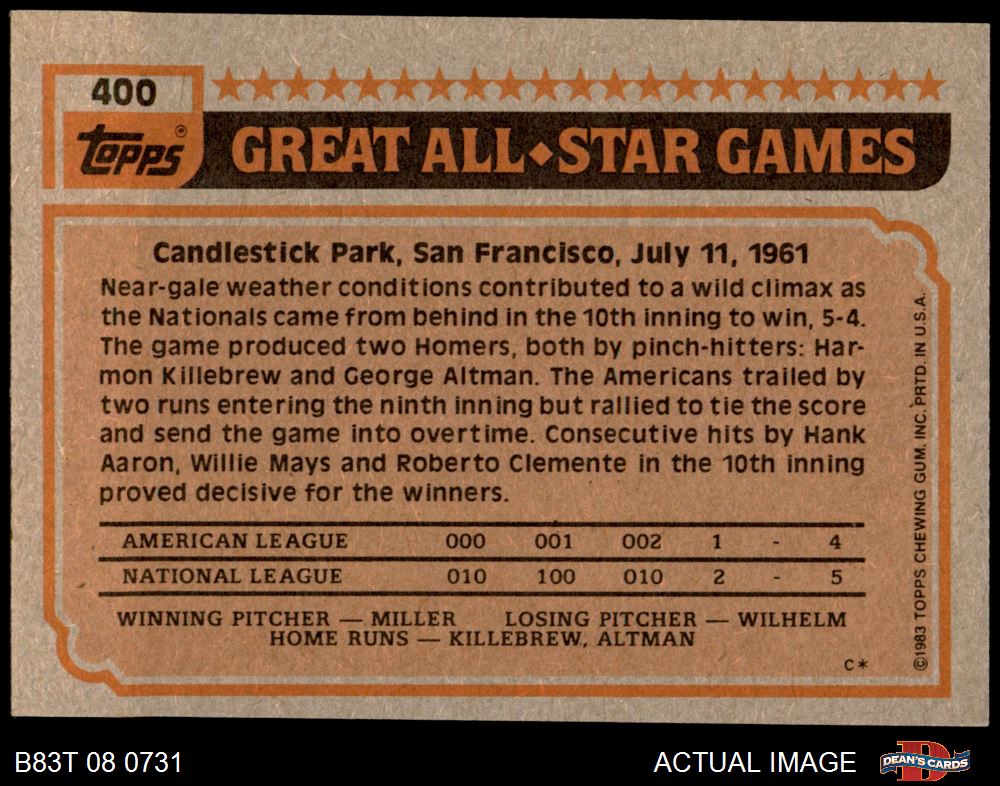 400
Topps®
GREAT ALL◆STAR GAMES
Candlestick Park, San Francisco, July 11, 1961
Near-gale weather conditions contributed to a wild climax as
the Nationals came from behind in the 10th inning to win, 5-4.
The game produced two Homers, both by pinch-hitters: Har-
mon Killebrew and George Altman. The Americans trailed by
two runs entering the ninth inning but rallied to tie the score
and send the game into overtime. Consecutive hits by Hank
Aaron, Willie Mays and Roberto Clemente in the 10th inning
proved decisive for the winners.
AMERICAN LEAGUE 000 001 002 1 - 4
NATIONAL LEAGUE 010 100 010 2 - 5
WINNING PITCHER — MILLER LOSING PITCHER — WILHELM
HOME RUNS — KILLEBREW, ALTMAN
C*
©1983 TOPPS CHEWING GUM. INC. PRTD. IN U.S.A.
B83T 08 0731
ACTUAL IMAGE
DEAN'S CARDS